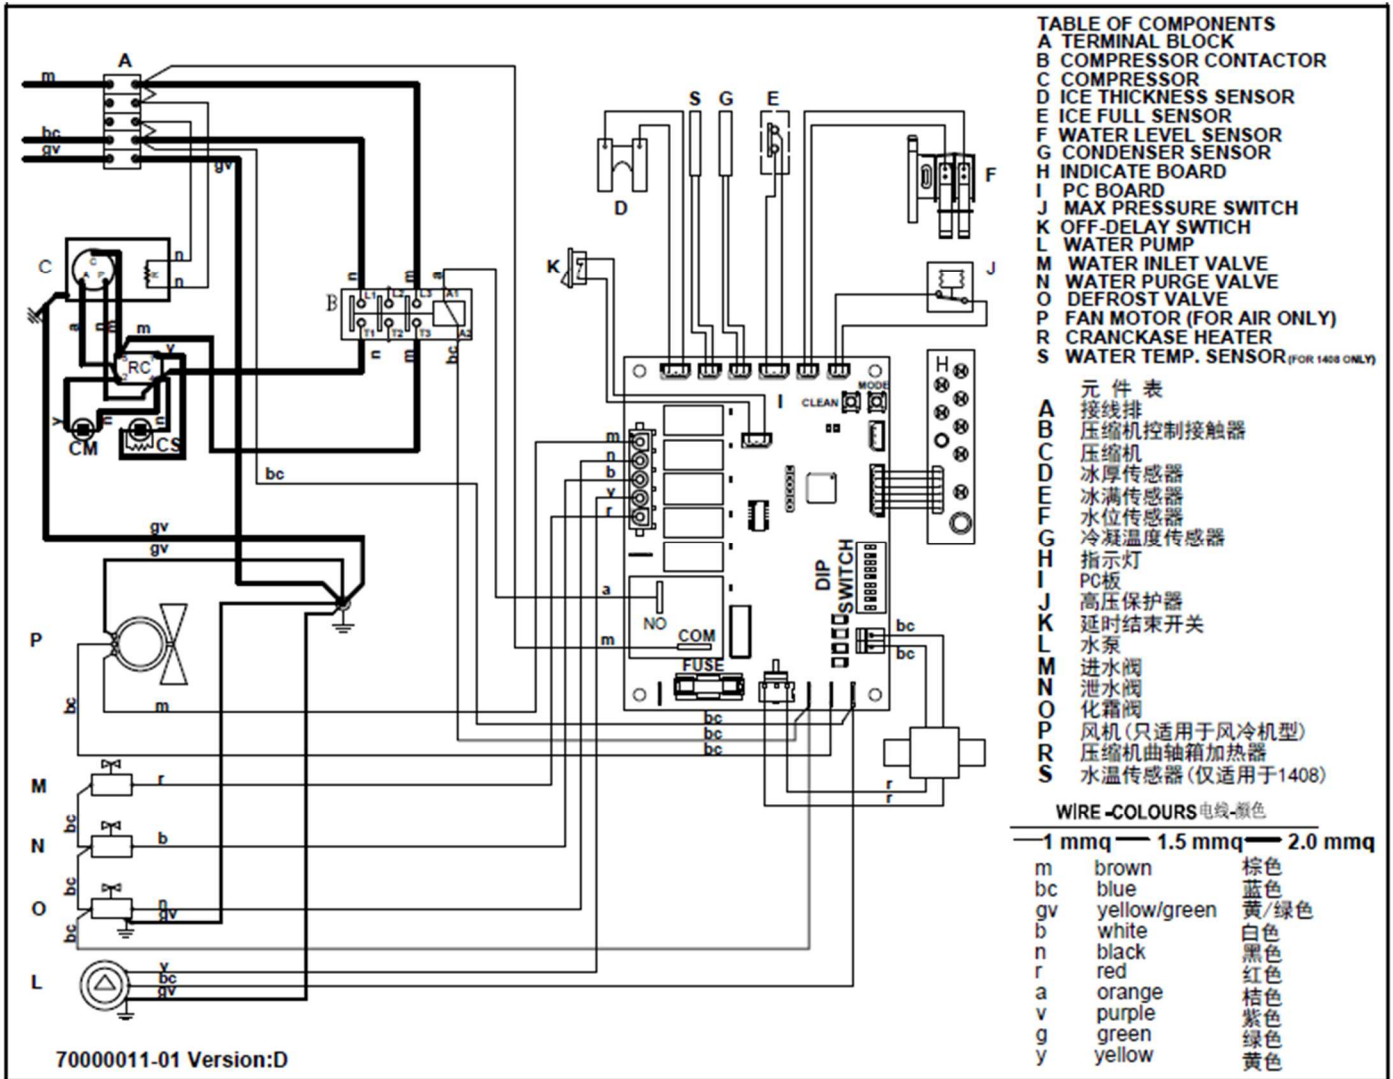 A
m
bc
gv
gv
S
G
E
D
F
K
J
C
C
A
P
R
n
n
B
n
m
a
L1
L2
L3
A1
T1
T2
T3
A2
n
m
bc
a
n
m
m
v
RC
y
n
n
CM
CS
bc
gv
gv
H
I
CLEAN
MODE
m
n
b
v
r
a
m
NO
COM
FUSE
DIP
SWITCH
bc
bc
P
bc
m
bc
bc
bc
M
r
r
r
bc
N
b
bc
O
n
gv
bc
L
v
bc
gv
70000011-01 Version:D
TABLE OF COMPONENTS
A TERMINAL BLOCK
B COMPRESSOR CONTACTOR
C COMPRESSOR
D ICE THICKNESS SENSOR
E ICE FULL SENSOR
F WATER LEVEL SENSOR
G CONDENSER SENSOR
H INDICATE BOARD
I PC BOARD
J MAX PRESSURE SWITCH
K OFF-DELAY SWTICH
L WATER PUMP
M WATER INLET VALVE
N WATER PURGE VALVE
O DEFROST VALVE
P FAN MOTOR (FOR AIR ONLY)
R CRANCKASE HEATER
S WATER TEMP. SENSOR (FOR 1408 ONLY)
元 件 表
A 接线排
B 压缩机控制接触器
C 压缩机
D 冰厚传感器
E 冰满传感器
F 水位传感器
G 冷凝温度传感器
H 指示灯
I PC板
J 高压保护器
K 延时结束开关
L 水泵
M 进水阀
N 泄水阀
O 化霜阀
P 风机(只适用于风冷机型)
R 压缩机曲轴箱加热器
S 水温传感器(仅适用于1408)
WIRE-COLOURS 电线-颜色
1 mmq 1.5 mmq 2.0 mmq
m brown 棕色
bc blue 蓝色
gv yellow/green 黄/绿色
b white 白色
n black 黑色
r red 红色
a orange 桔色
v purple 紫色
g green 绿色
y yellow 黄色